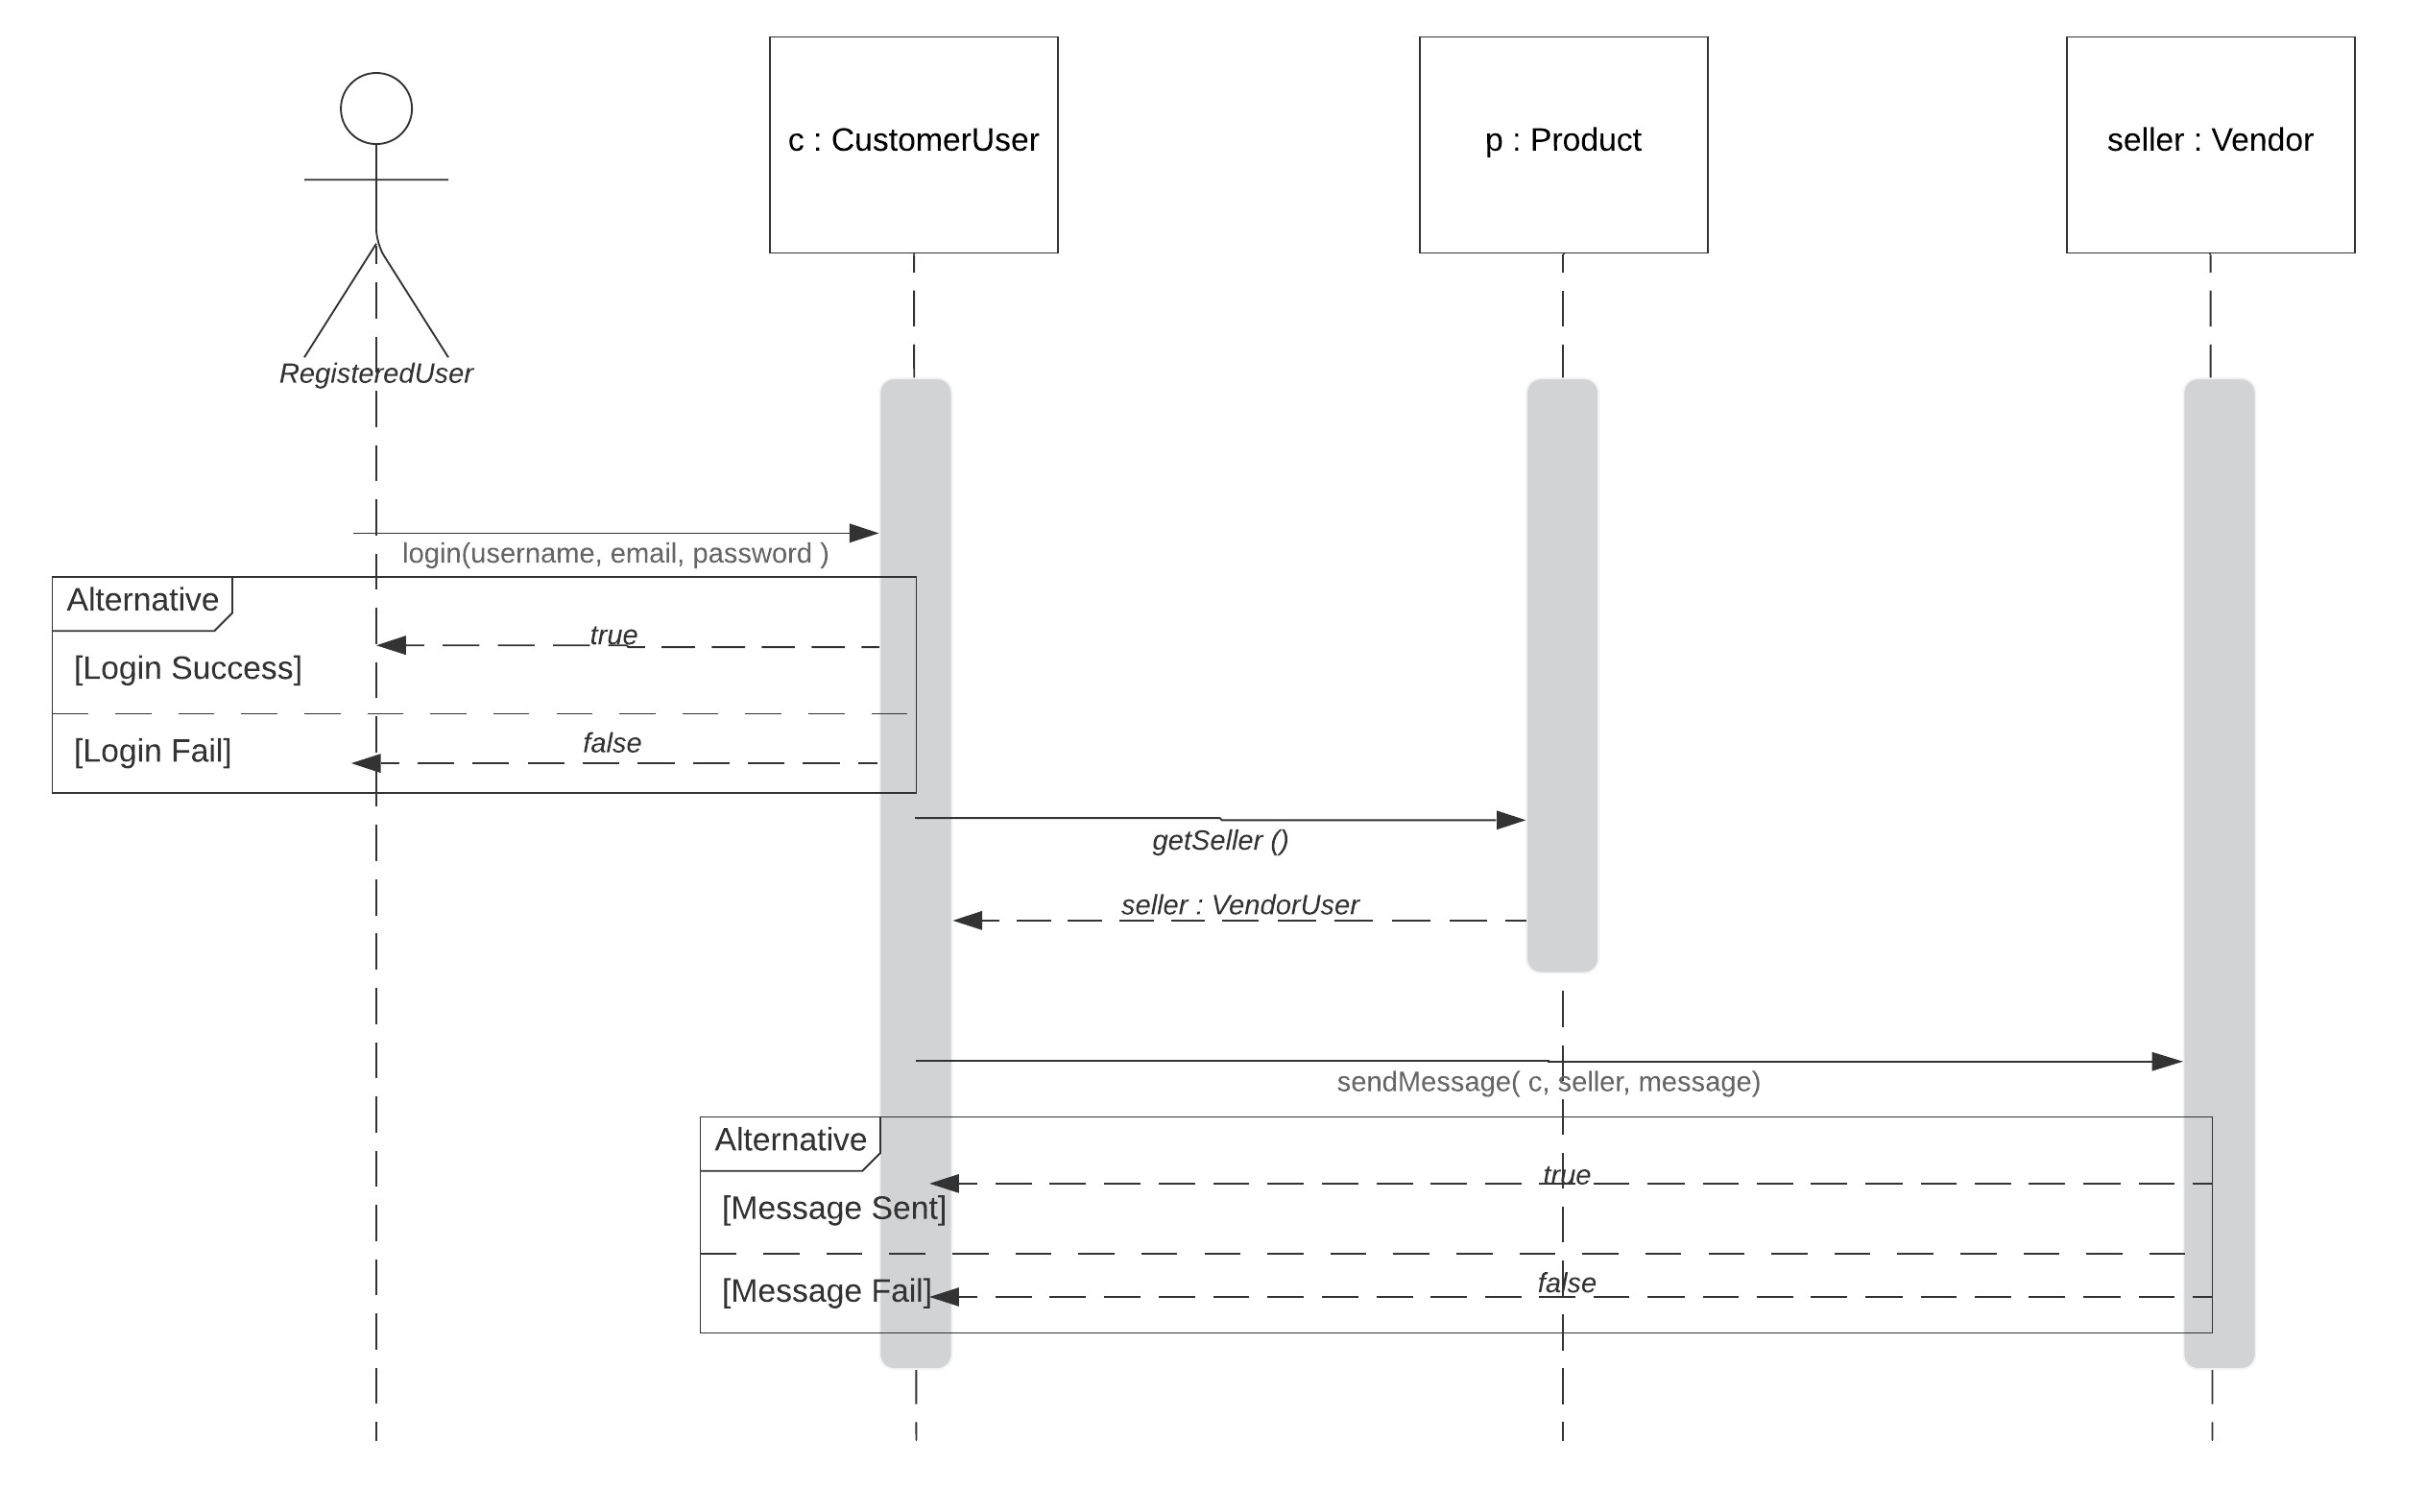 c : CustomerUser
p : Product
seller : Vendor
RegisteredUser
login(username, email, password )
Alternative
true
[Login Success]
false
[Login Fail]
getSeller ()
seller : VendorUser
sendMessage( c, seller, message)
Alternative
true
[Message Sent]
false
[Message Fail]